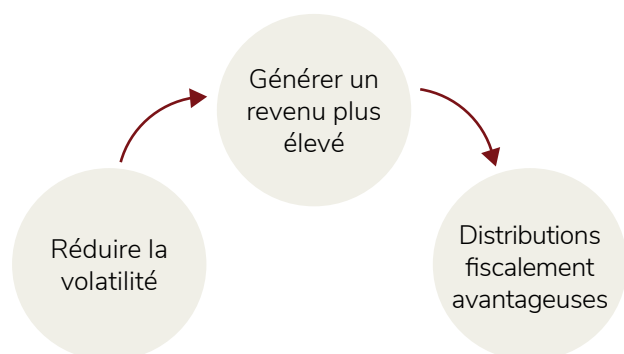 Réduire la
volatilité
Générer un
revenu plus
élevé
Distributions
fiscalement
avantageuses